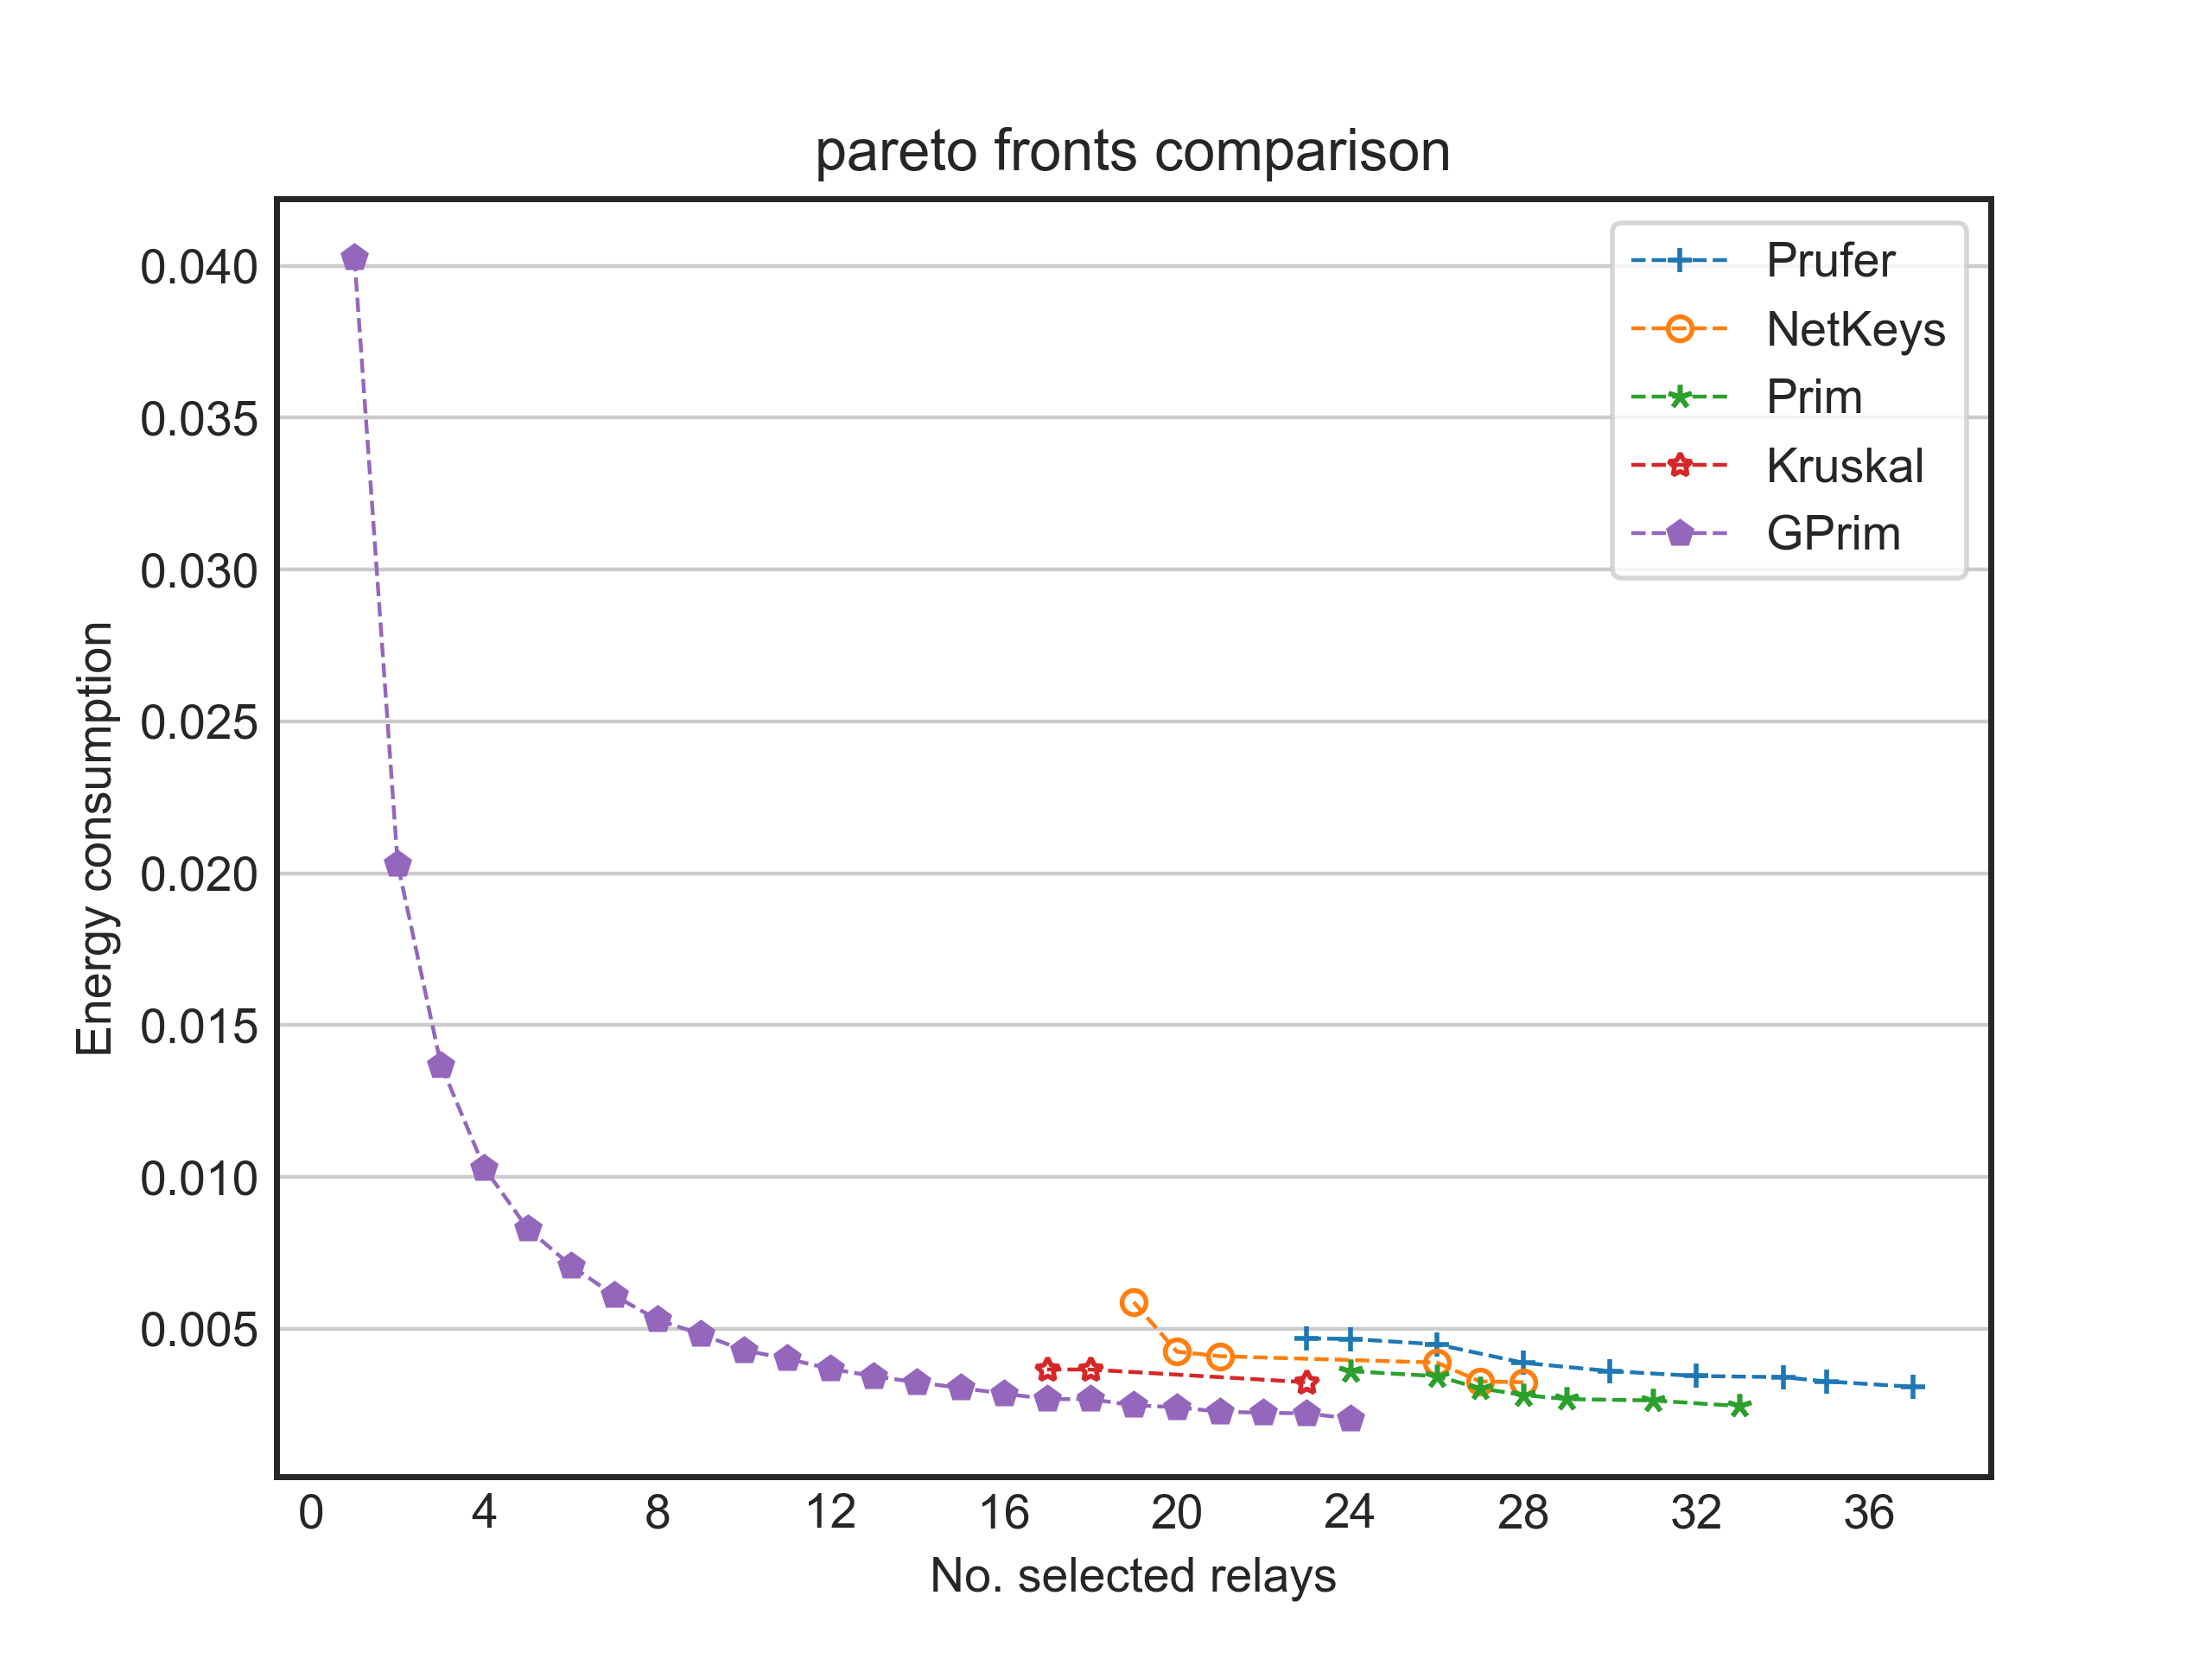 pareto fronts comparison
0.040
0.035
0.030
0.025
0.020
0.015
0.010
0.005
Energy consumption
Prufer
NetKeys
Prim
Kruskal
GPrim
0 4 8 12 16 20 24 28 32 36
No. selected relays